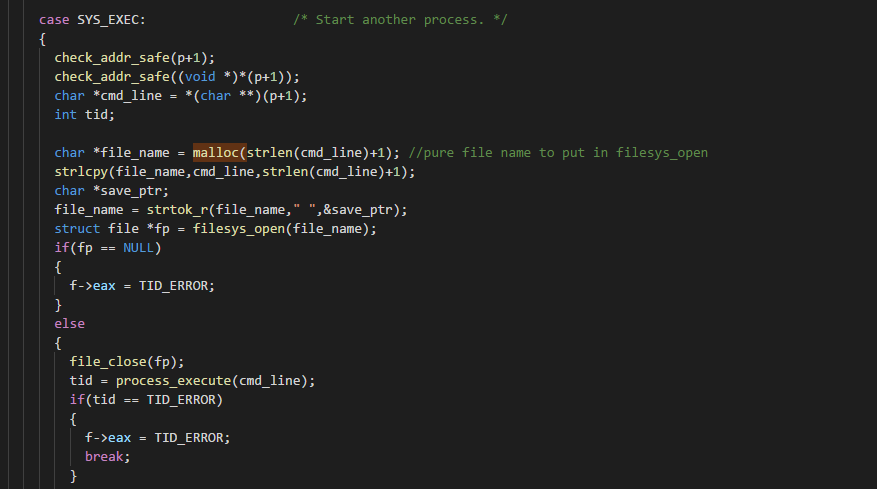 case SYS_EXEC:                   /* Start another process. */
{
  check_addr_safe(p+1);
  check_addr_safe((void *)*(p+1));
  char *cmd_line = *(char **)(p+1);
  int tid;

  char *file_name = malloc(strlen(cmd_line)+1); //pure file name to put in filesys_open
  strlcpy(file_name,cmd_line,strlen(cmd_line)+1);
  char *save_ptr;
  file_name = strtok_r(file_name," ",&save_ptr);
  struct file *fp = filesys_open(file_name);
  if(fp == NULL)
  {
    f->eax = TID_ERROR;
  }
  else
  {
    file_close(fp);
    tid = process_execute(cmd_line);
    if(tid == TID_ERROR)
    {
      f->eax = TID_ERROR;
      break;
    }